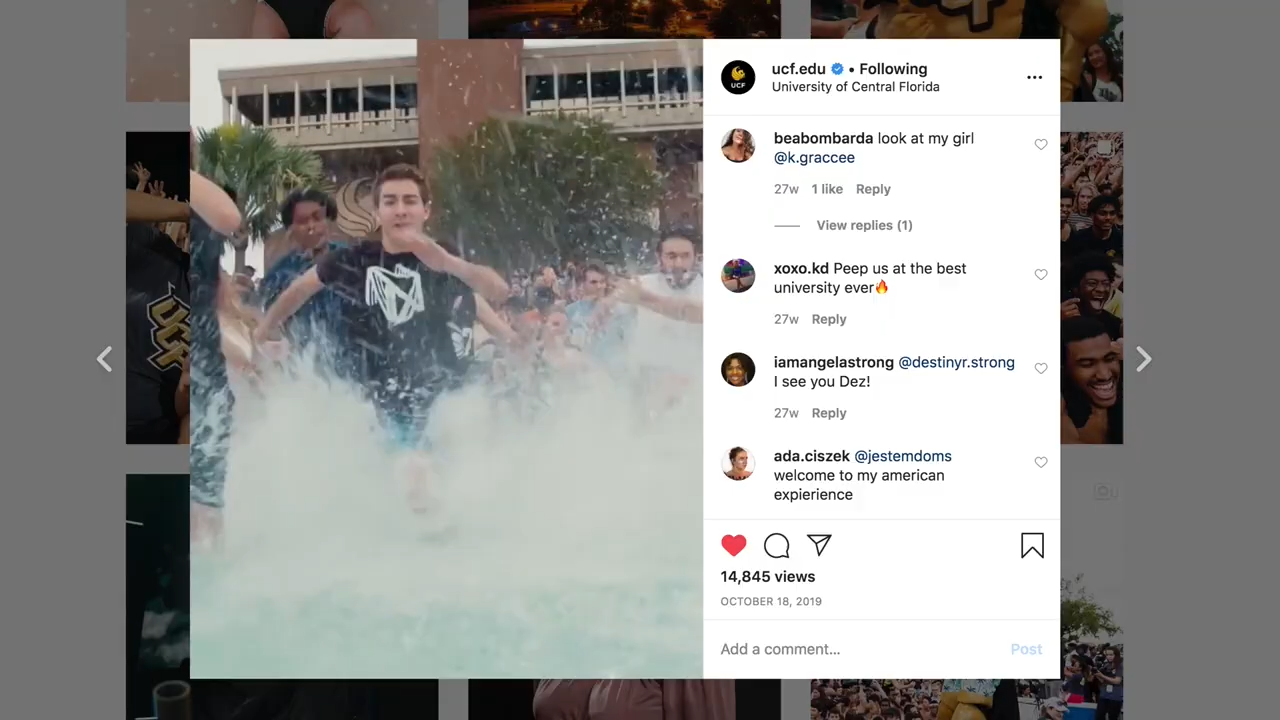 ucf.edu • Following
University of Central Florida
UCF
beabombarda look at my girl
@k.graccee
27w 1 like Reply
View replies (1)
xoxo.kd Peep us at the best
university ever🔥
27w Reply
iamangelastrong @destinyr.strong
I see you Dez!
27w Reply
ada.ciszek @jestemdoms
welcome to my american
expierience
14,845 views
OCTOBER 18, 2019
Add a comment... Post
UCF